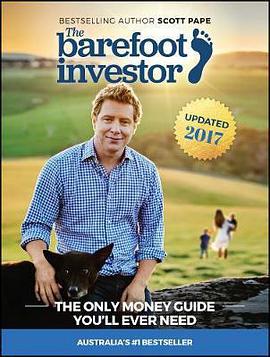 BESTSELLING AUTHOR SCOTT PAPE
The
barefoot
investor
UPDATED
2017
THE ONLY MONEY GUIDE
YOU'LL EVER NEED
AUSTRALIA'S #1 BESTSELLER